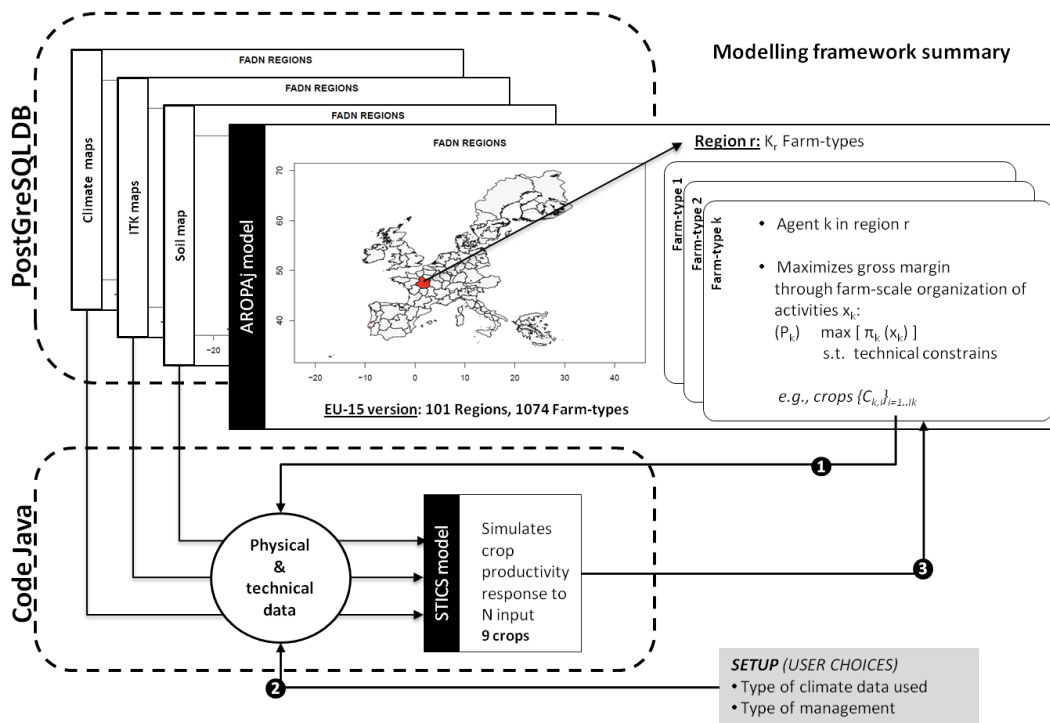 Modelling framework summary
PostGreSQL DB
Climate maps
FADN REGIONS
ITK maps
FADN REGIONS
Soil map
FADN REGIONS
−20
AROPAj model
FADN REGIONS
70
60
50
40
−20
−10
0
10
20
30
40
EU-15 version: 101 Regions, 1074 Farm-types
Region r: Kr Farm-types
Farm-type 1
Farm-type 2
Farm-type k
• Agent k in region r
• Maximizes gross margin
through farm-scale organization of
activities xk:
(Pk) max [ πk (xk) ]
s.t. technical constrains
e.g., crops {Ck,i}i=1..Ik
1
Code Java
Physical
&
technical
data
STICS model
Simulates
crop
productivity
response to
N input
9 crops
3
2
SETUP (USER CHOICES)
• Type of climate data used
• Type of management